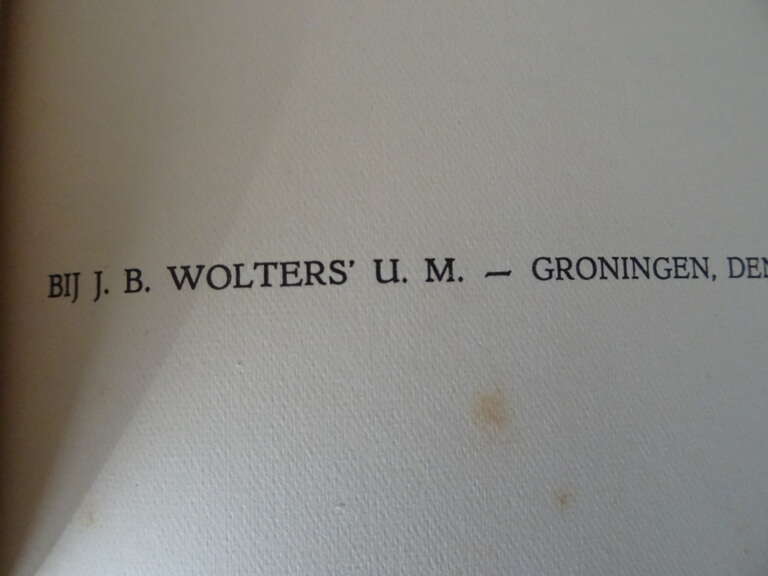 BIJ J. B. WOLTERS' U. M. — GRONINGEN, DEN